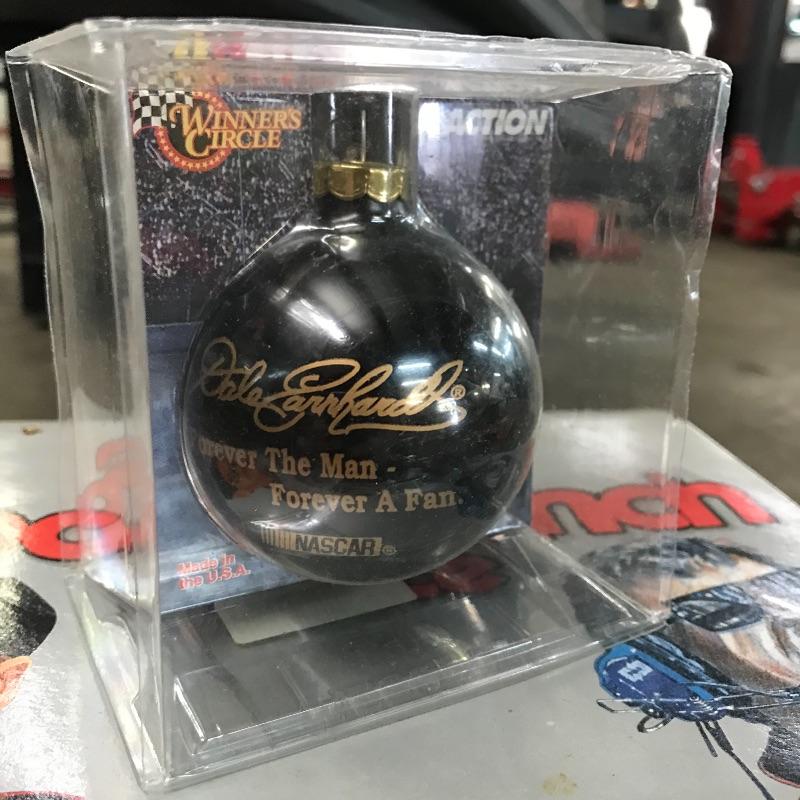 WINNER'S
CIRCLE
ACTION
Dale Earnhardt®
orever The Man -
Forever A Fan.
NASCAR®
Made in
the U.S.A.